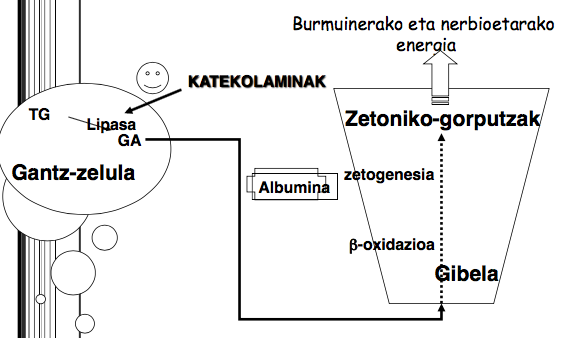 Burmuinerako eta nerbioetarako
energia
KATEKOLAMINAK
TG
Lipasa
GA
Gantz-zelula
Albumina
Zetoniko-gorputzak
zetogenesia
β-oxidazioa
Gibela